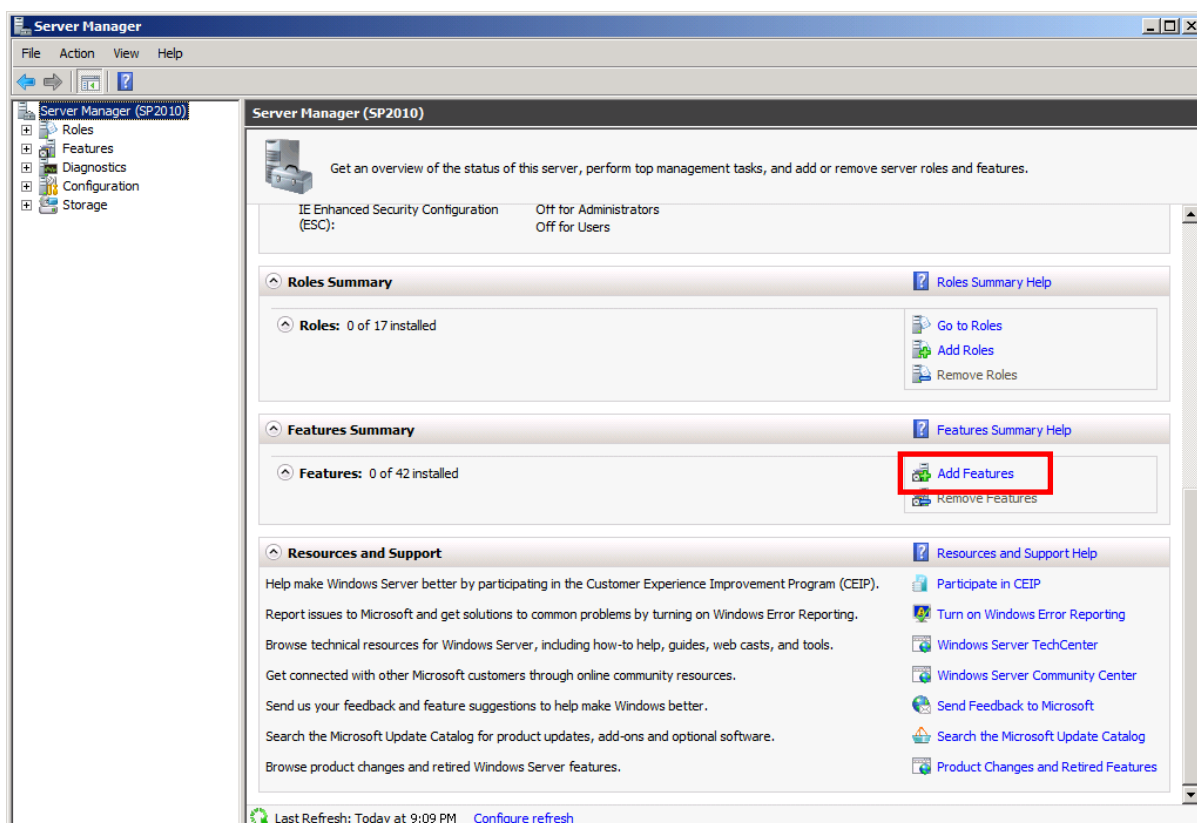 Server Manager
File Action View Help
Server Manager (SP2010)
Roles
Features
Diagnostics
Configuration
Storage
Server Manager (SP2010)
Get an overview of the status of this server, perform top management tasks, and add or remove server roles and features.
IE Enhanced Security Configuration (ESC):
Off for Administrators
Off for Users
Roles Summary
Roles Summary Help
Roles: 0 of 17 installed
Go to Roles
Add Roles
Remove Roles
Features Summary
Features Summary Help
Features: 0 of 42 installed
Add Features
Remove Features
Resources and Support
Resources and Support Help
Help make Windows Server better by participating in the Customer Experience Improvement Program (CEIP).
Participate in CEIP
Report issues to Microsoft and get solutions to common problems by turning on Windows Error Reporting.
Turn on Windows Error Reporting
Browse technical resources for Windows Server, including how-to help, guides, web casts, and tools.
Windows Server TechCenter
Get connected with other Microsoft customers through online community resources.
Windows Server Community Center
Send us your feedback and feature suggestions to help make Windows better.
Send Feedback to Microsoft
Search the Microsoft Update Catalog for product updates, add-ons and optional software.
Search the Microsoft Update Catalog
Browse product changes and retired Windows Server features.
Product Changes and Retired Features
Last Refresh: Today at 9:09 PM Configure refresh